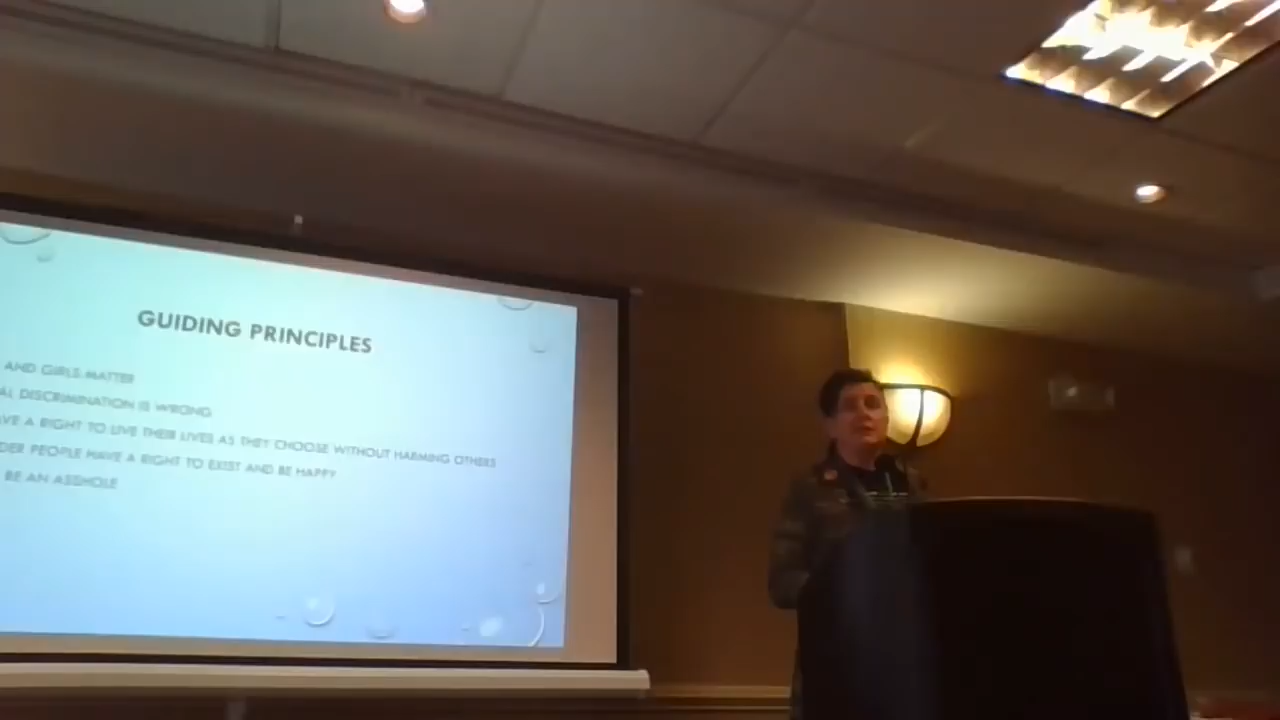 GUIDING PRINCIPLES
AND GIRLS MATTER
AL DISCRIMINATION IS WRONG
VE A RIGHT TO LIVE THEIR LIVES AS THEY CHOOSE WITHOUT HARMING OTHERS
DER PEOPLE HAVE A RIGHT TO EXIST AND BE HAPPY
BE AN ASSHOLE